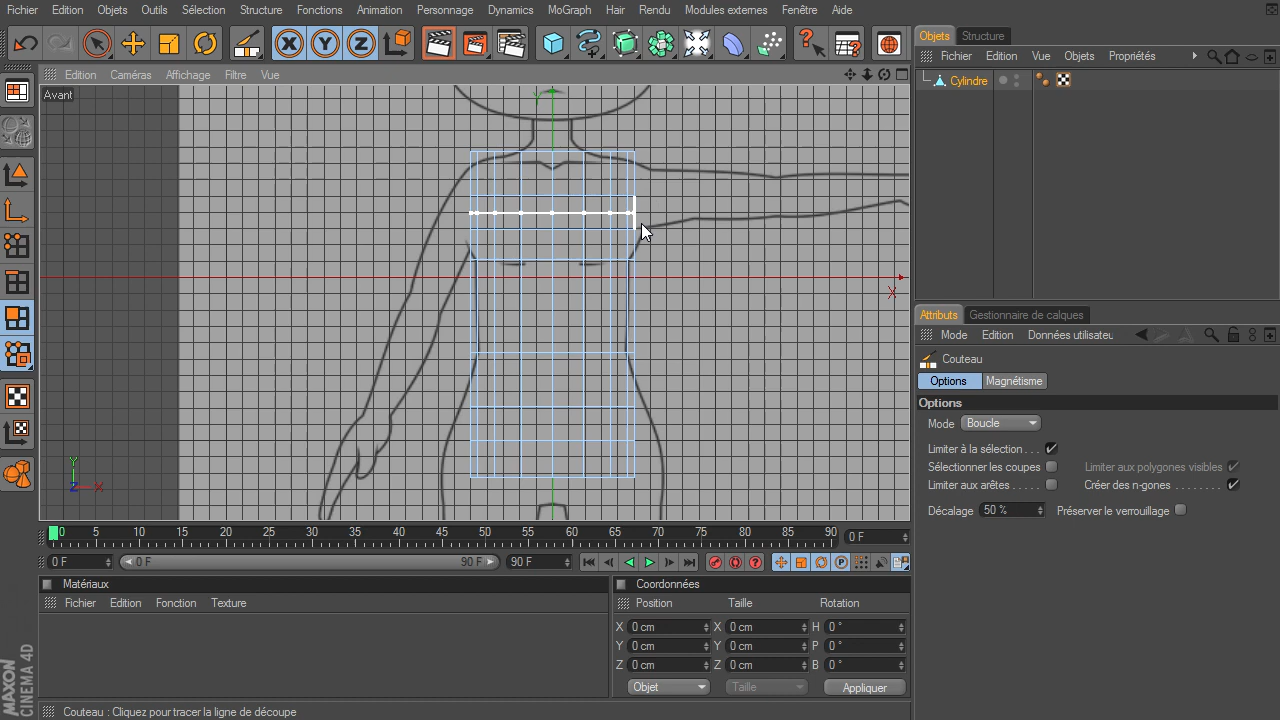 Fichier Edition Objets Outils Sélection Structure Fonctions Animation Personnage Dynamics MoGraph Hair Rendu Modules externes Fenêtre Aide
Objets Structure
Fichier Edition Vue Objets Propriétés
Edition Caméras Affichage Filtre Vue
Cylindre
Avant
X
Y
Z X
Attributs Gestionnaire de calques
Mode Edition Données utilisateu
Couteau
Options Magnétisme
Options
Mode Boucle
Limiter à la sélection . . .
Sélectionner les coupes Limiter aux polygones visibles
Limiter aux arêtes . . . . . Créer des n-gones . . . . . . . .
Décalage 50 % Préserver le verrouillage
0 5 10 15 20 25 30 35 40 45 50 55 60 65 70 75 80 85 90 0 F
0 F 0 F 90 F 90 F
Matériaux
Fichier Edition Fonction Texture
Coordonnées
Position Taille Rotation
X 0 cm X 0 cm H 0 °
Y 0 cm Y 0 cm P 0 °
Z 0 cm Z 0 cm B 0 °
Objet Taille Appliquer
MAXON
CINEMA 4D
Couteau : Cliquez pour tracer la ligne de découpe